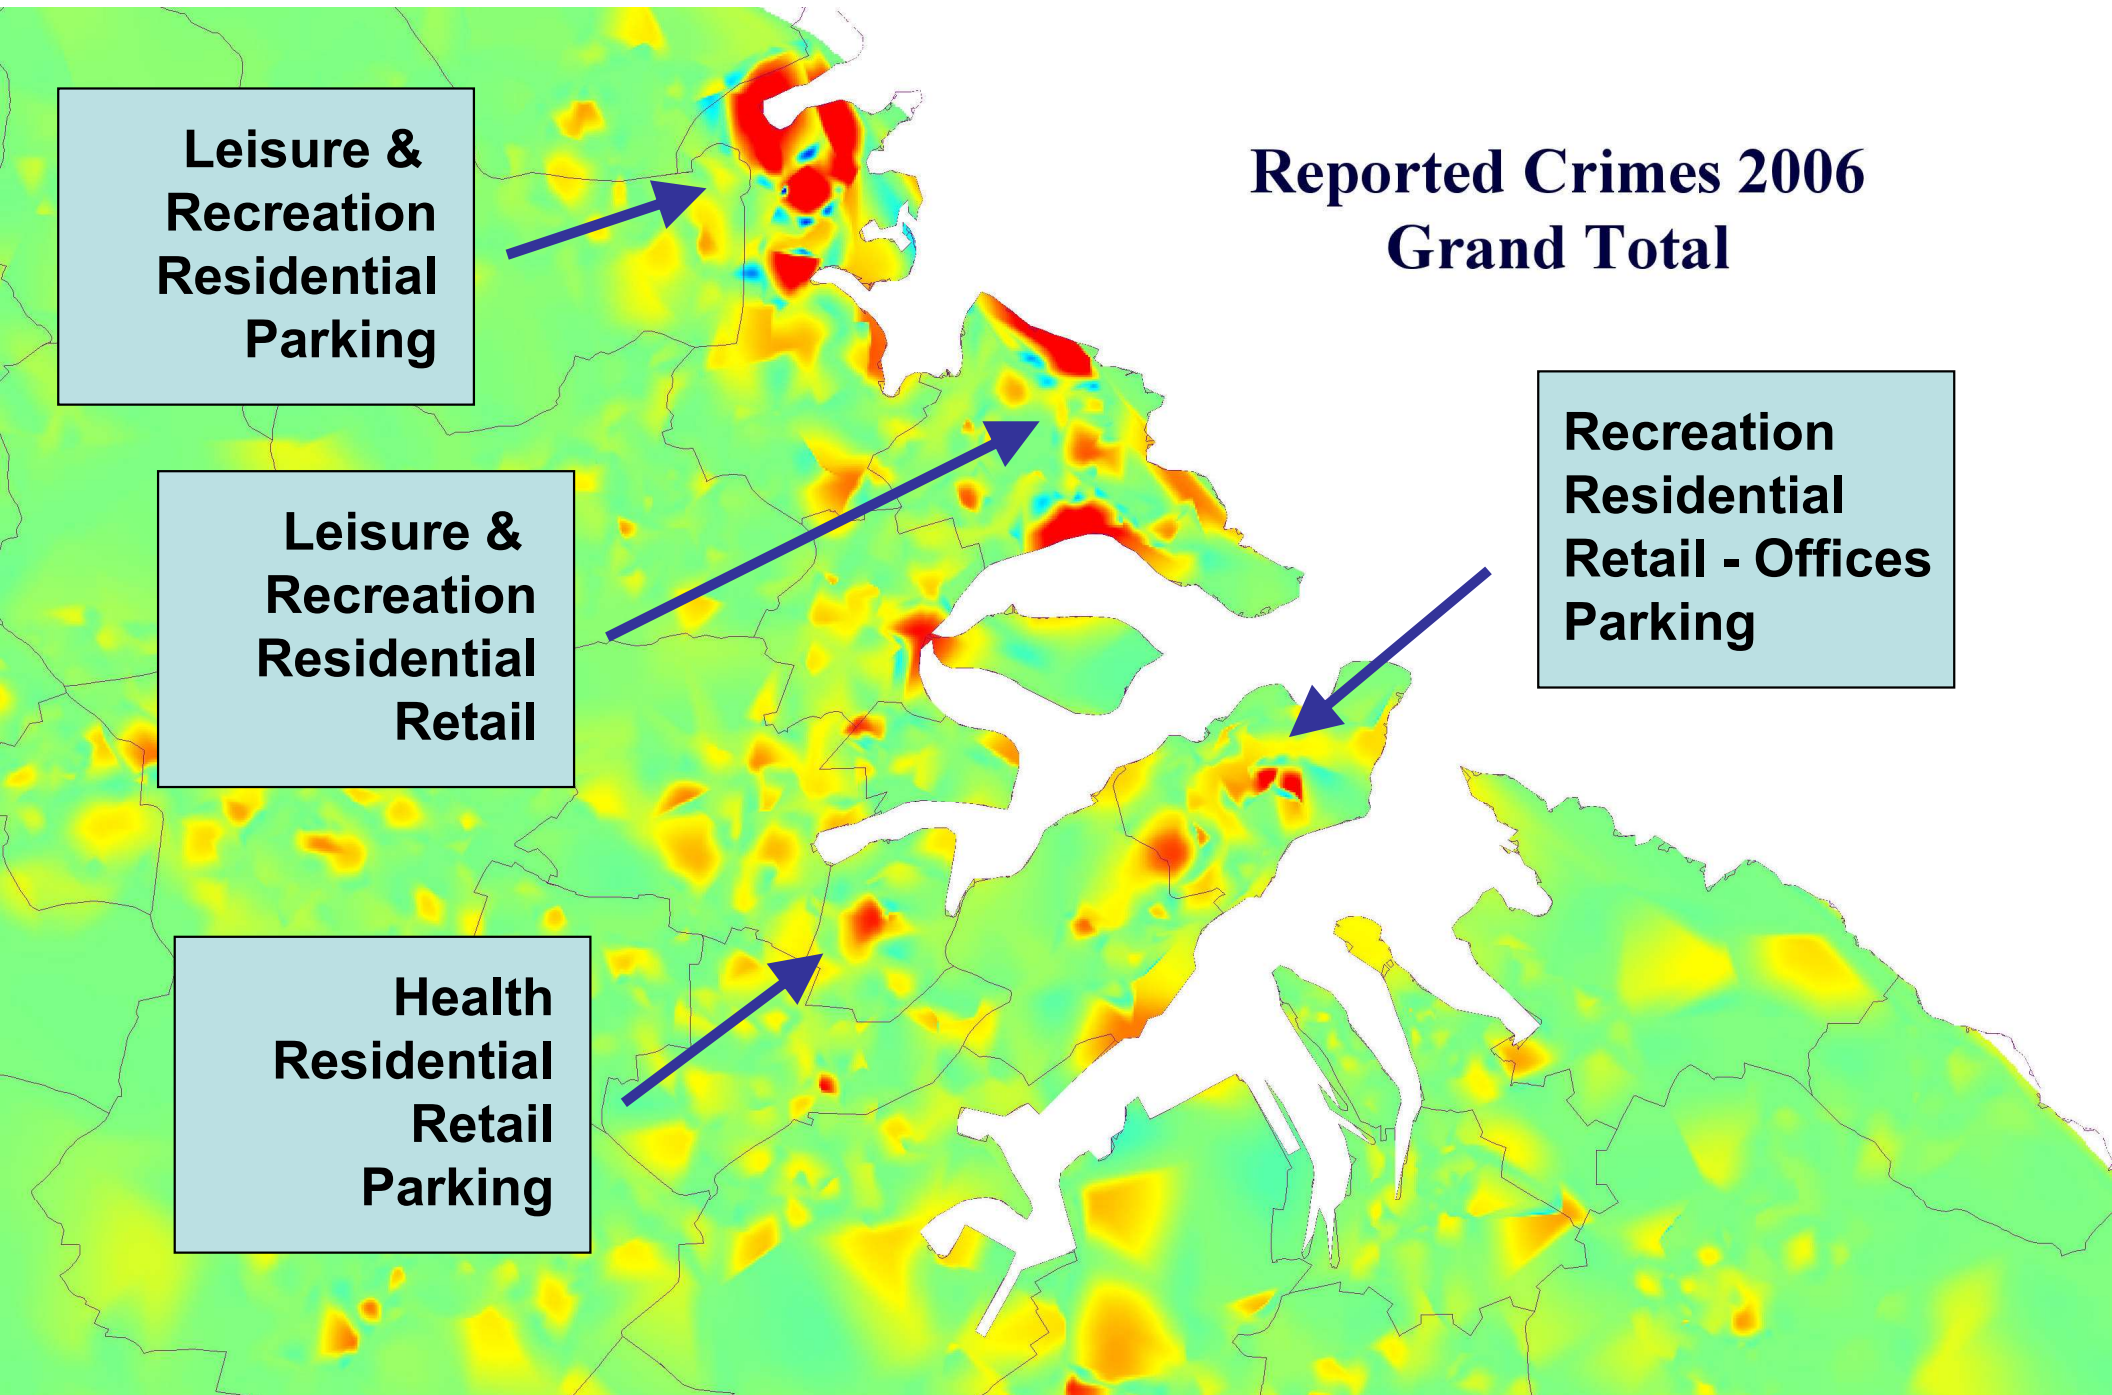 Reported Crimes 2006
Grand Total
Leisure &
Recreation
Residential
Parking
Leisure &
Recreation
Residential
Retail
Health
Residential
Retail
Parking
Recreation
Residential
Retail - Offices
Parking